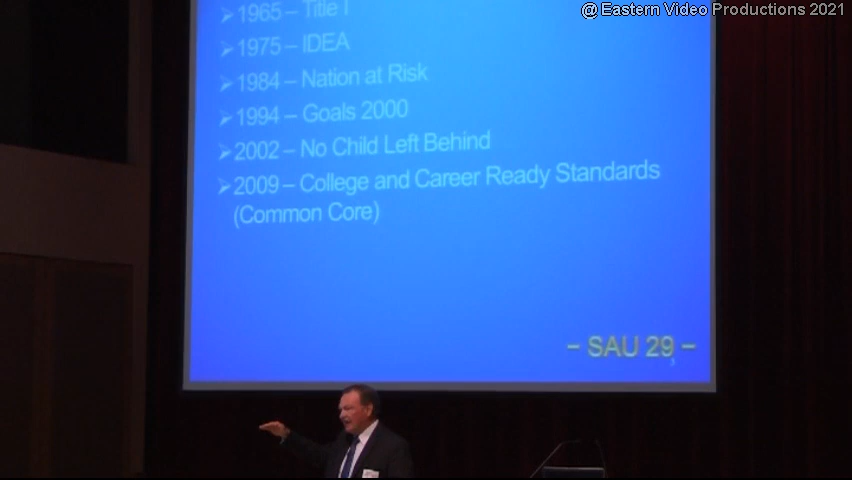 @ Eastern Video Productions 2021
➢ 1965 – Title I
➢ 1975 – IDEA
➢ 1984 – Nation at Risk
➢ 1994 – Goals 2000
➢ 2002 – No Child Left Behind
➢ 2009 – College and Career Ready Standards
(Common Core)
– SAU 29 –
3